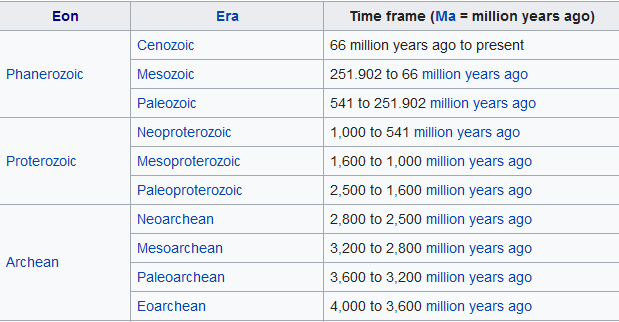 Eon Era Time frame (Ma = million years ago)
Phanerozoic
Cenozoic 66 million years ago to present
Mesozoic 251.902 to 66 million years ago
Paleozoic 541 to 251.902 million years ago
Proterozoic
Neoproterozoic 1,000 to 541 million years ago
Mesoproterozoic 1,600 to 1,000 million years ago
Paleoproterozoic 2,500 to 1,600 million years ago
Archean
Neoarchean 2,800 to 2,500 million years ago
Mesoarchean 3,200 to 2,800 million years ago
Paleoarchean 3,600 to 3,200 million years ago
Eoarchean 4,000 to 3,600 million years ago